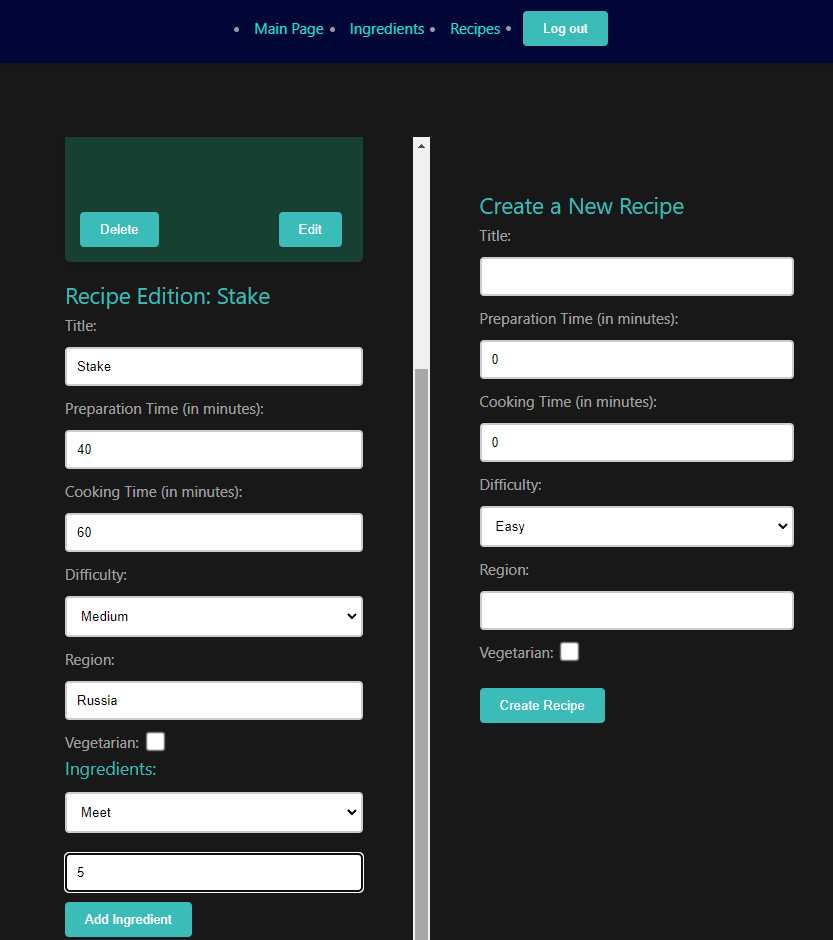 Main Page Ingredients Recipes Log out
Delete Edit
Recipe Edition: Stake
Title:
Stake
Preparation Time (in minutes):
40
Cooking Time (in minutes):
60
Difficulty:
Medium
Region:
Russia
Vegetarian:
Ingredients:
Meet
5
Add Ingredient
Create a New Recipe
Title:
Preparation Time (in minutes):
0
Cooking Time (in minutes):
0
Difficulty:
Easy
Region:
Vegetarian:
Create Recipe